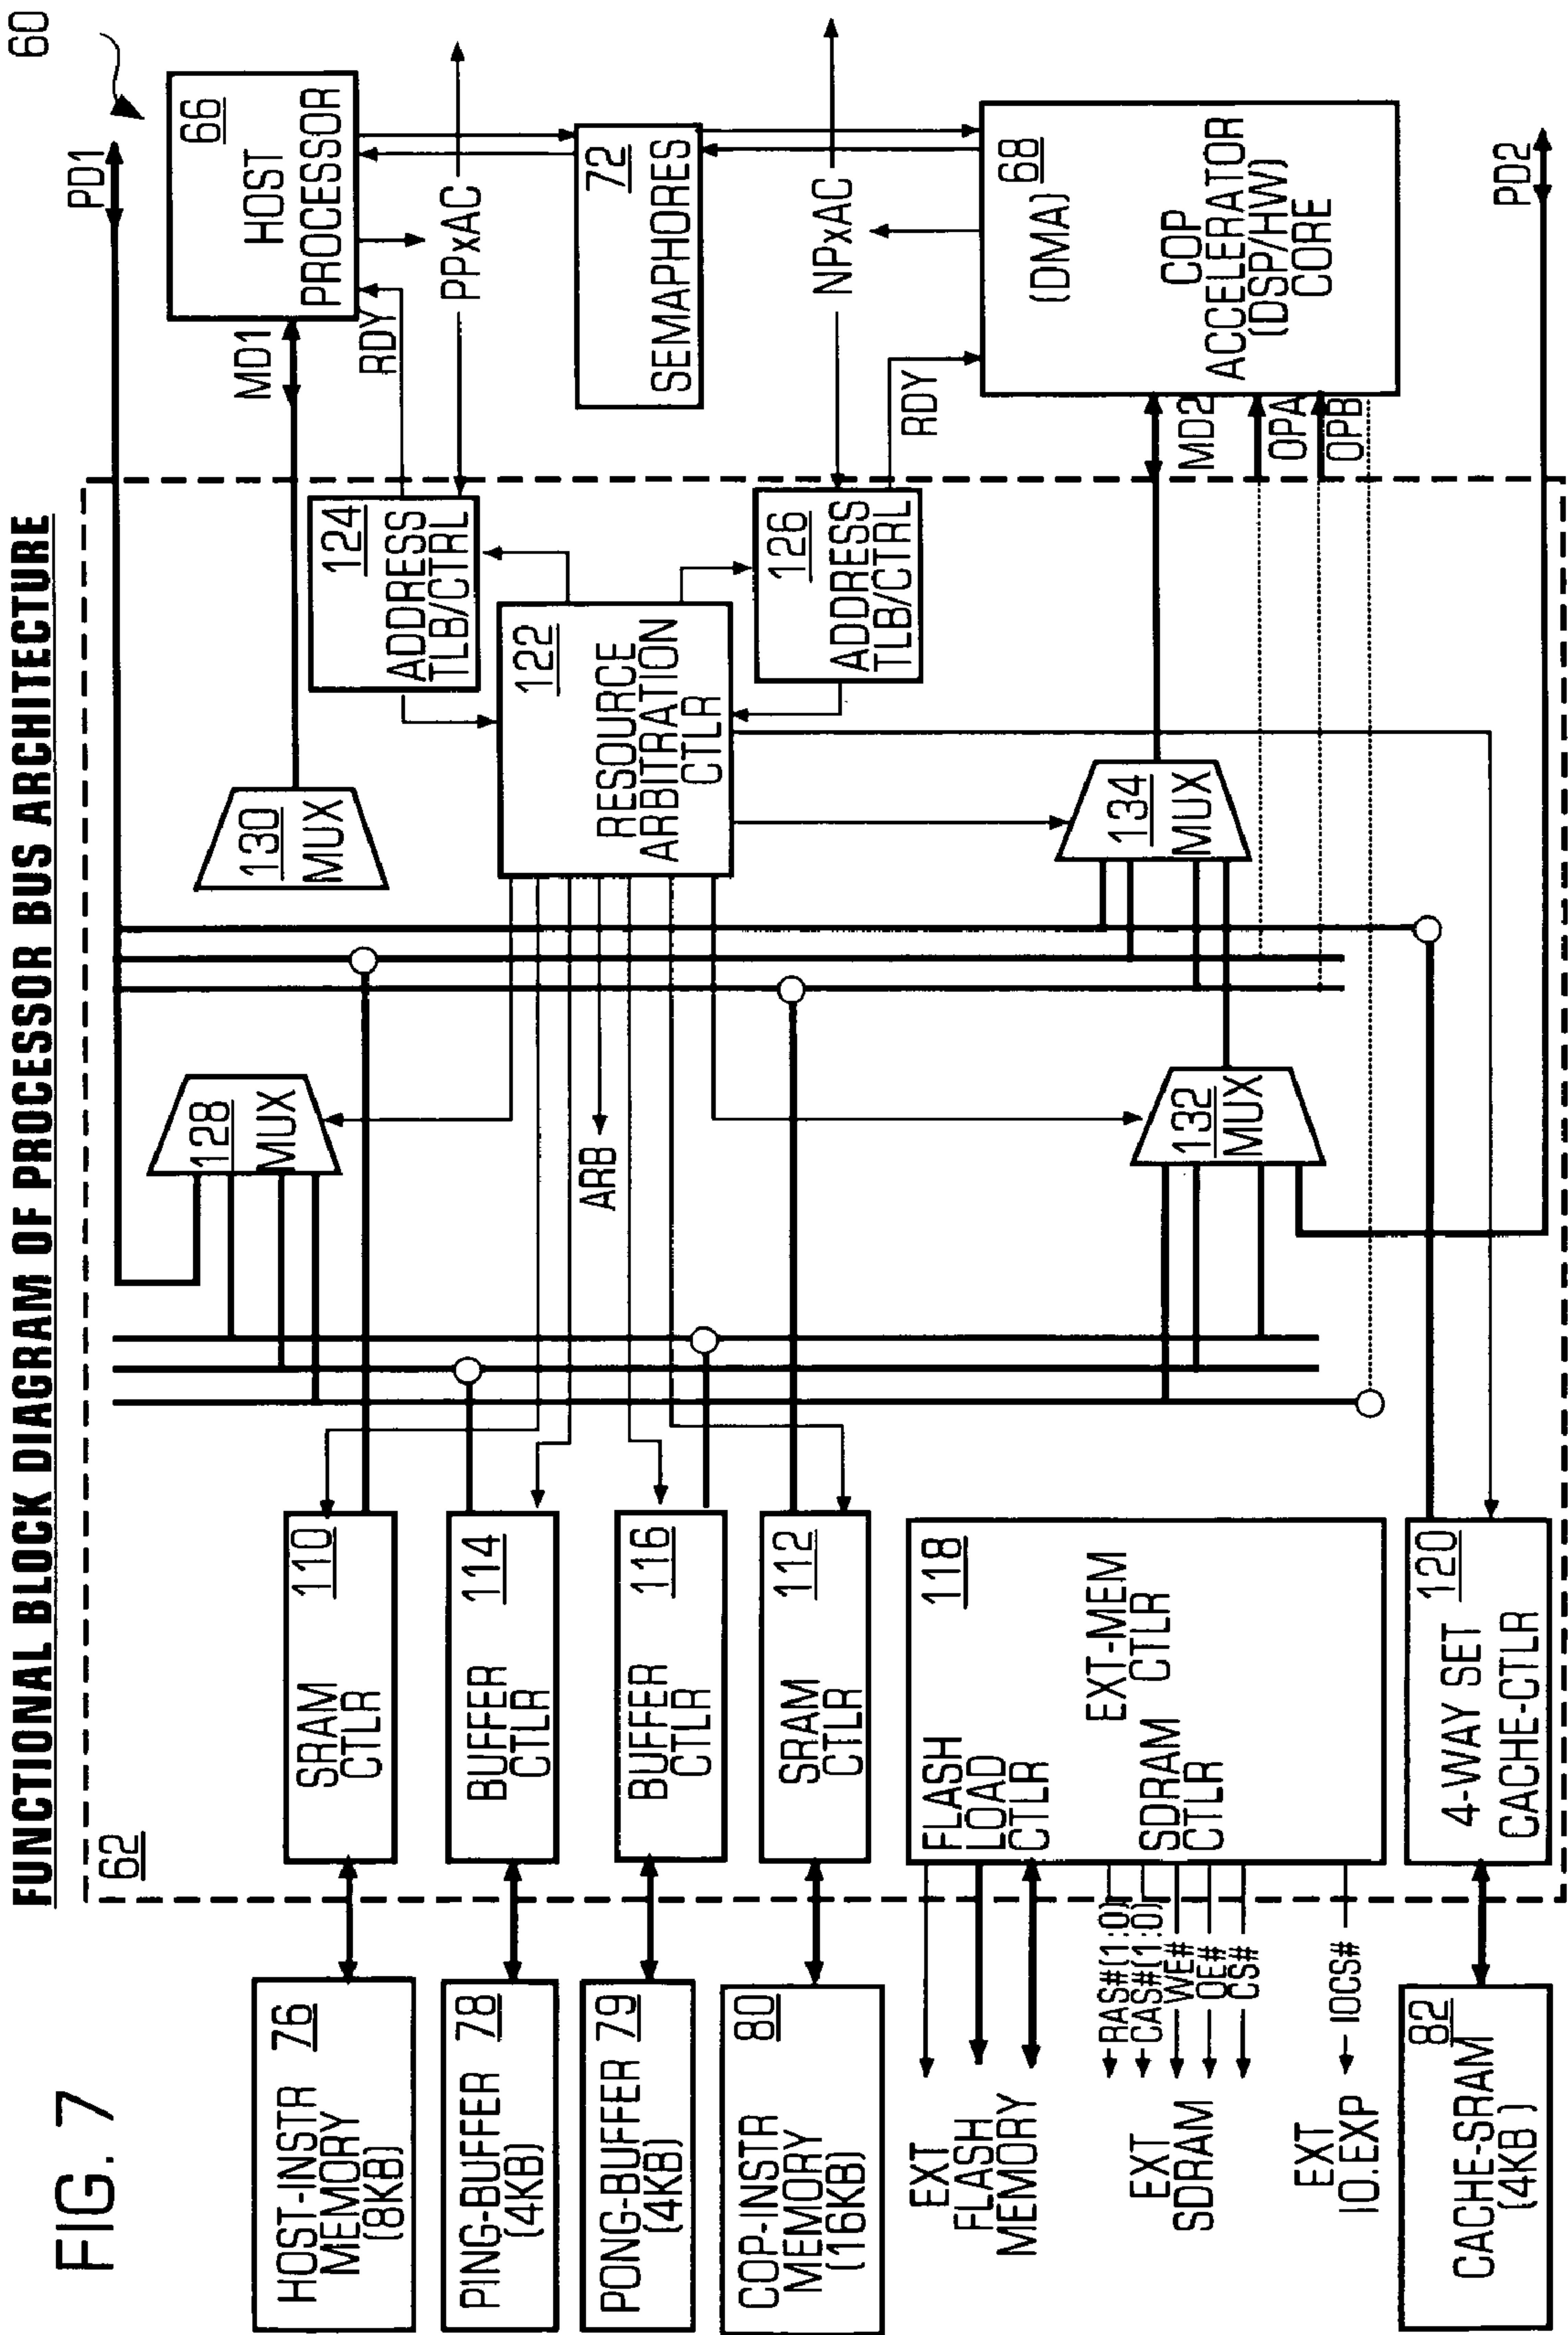 FIG. 7
FUNCTIONAL BLOCK DIAGRAM OF PROCESSOR BUS ARCHITECTURE
60
62
HOST-INSTR 76
MEMORY
(8KB)
PING-BUFFER 78
(4KB)
PONG-BUFFER 79
(4KB)
COP-INSTR 80
MEMORY
(16KB)
EXT
FLASH
MEMORY
EXT
SDRAM
EXT
IO.EXP
CACHE-SRAM 82
(4KB)
RAS#(1:0)
CAS#(1:0)
WE#
OE#
CS#
IOCS#
SRAM 110
CTLR
BUFFER 114
CTLR
BUFFER 116
CTLR
SRAM 112
CTLR
118
FLASH
LOAD
CTLR
EXT-MEM
CTLR
SDRAM
CTLR
4-WAY SET 120
CACHE-CTLR
128
MUX
ARB
132
MUX
130
MUX
122
RESOURCE
ARBITRATION
CTLR
134
MUX
124
ADDRESS
TLB/CTRL
126
ADDRESS
TLB/CTRL
PD1
MD1
RDY
66
HOST
PROCESSOR
PPxAC
72
SEMAPHORES
NPxAC
RDY
MD2
OPA
OPB
68
(DMA)
COP
ACCELERATOR
(DSP/HW)
CORE
PD2